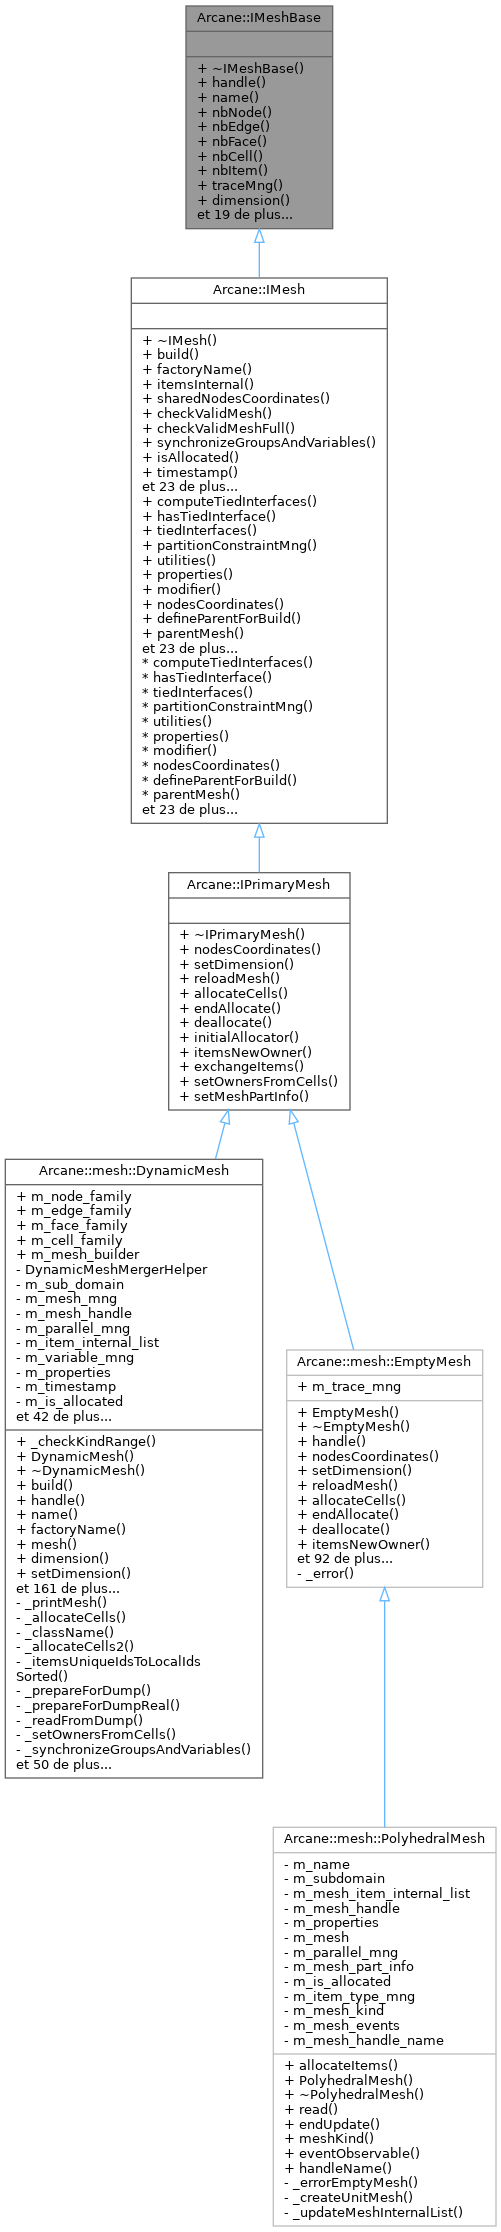 Arcane::IMeshBase
+ ~IMeshBase()
+ handle()
+ name()
+ nbNode()
+ nbEdge()
+ nbFace()
+ nbCell()
+ nbItem()
+ traceMng()
+ dimension()
et 19 de plus...
Arcane::IMesh
+ ~IMesh()
+ build()
+ factoryName()
+ itemsInternal()
+ sharedNodesCoordinates()
+ checkValidMesh()
+ checkValidMeshFull()
+ synchronizeGroupsAndVariables()
+ isAllocated()
+ timestamp()
et 23 de plus...
+ computeTiedInterfaces()
+ hasTiedInterface()
+ tiedInterfaces()
+ partitionConstraintMng()
+ utilities()
+ properties()
+ modifier()
+ nodesCoordinates()
+ defineParentForBuild()
+ parentMesh()
et 23 de plus...
* computeTiedInterfaces()
* hasTiedInterface()
* tiedInterfaces()
* partitionConstraintMng()
* utilities()
* properties()
* modifier()
* nodesCoordinates()
* defineParentForBuild()
* parentMesh()
et 23 de plus...
Arcane::IPrimaryMesh
+ ~IPrimaryMesh()
+ nodesCoordinates()
+ setDimension()
+ reloadMesh()
+ allocateCells()
+ endAllocate()
+ deallocate()
+ initialAllocator()
+ itemsNewOwner()
+ exchangeItems()
+ setOwnersFromCells()
+ setMeshPartInfo()
Arcane::mesh::DynamicMesh
+ m_node_family
+ m_edge_family
+ m_face_family
+ m_cell_family
+ m_mesh_builder
- DynamicMeshMergerHelper
- m_sub_domain
- m_mesh_mng
- m_mesh_handle
- m_parallel_mng
- m_item_internal_list
- m_variable_mng
- m_properties
- m_timestamp
- m_is_allocated
et 42 de plus...
+ _checkKindRange()
+ DynamicMesh()
+ ~DynamicMesh()
+ build()
+ handle()
+ name()
+ factoryName()
+ mesh()
+ dimension()
+ setDimension()
et 161 de plus...
- _printMesh()
- _allocateCells()
- _className()
- _allocateCells2()
- _itemsUniqueIdsToLocalIds
Sorted()
- _prepareForDump()
- _prepareForDumpReal()
- _readFromDump()
- _setOwnersFromCells()
- _synchronizeGroupsAndVariables()
et 50 de plus...
Arcane::mesh::EmptyMesh
+ m_trace_mng
+ EmptyMesh()
+ ~EmptyMesh()
+ handle()
+ nodesCoordinates()
+ setDimension()
+ reloadMesh()
+ allocateCells()
+ endAllocate()
+ deallocate()
+ itemsNewOwner()
et 92 de plus...
- _error()
Arcane::mesh::PolyhedralMesh
- m_name
- m_subdomain
- m_mesh_item_internal_list
- m_mesh_handle
- m_properties
- m_mesh
- m_parallel_mng
- m_mesh_part_info
- m_is_allocated
- m_item_type_mng
- m_mesh_kind
- m_mesh_events
- m_mesh_handle_name
+ allocateItems()
+ PolyhedralMesh()
+ ~PolyhedralMesh()
+ read()
+ endUpdate()
+ meshKind()
+ eventObservable()
+ handleName()
- _errorEmptyMesh()
- _createUnitMesh()
- _updateMeshInternalList()